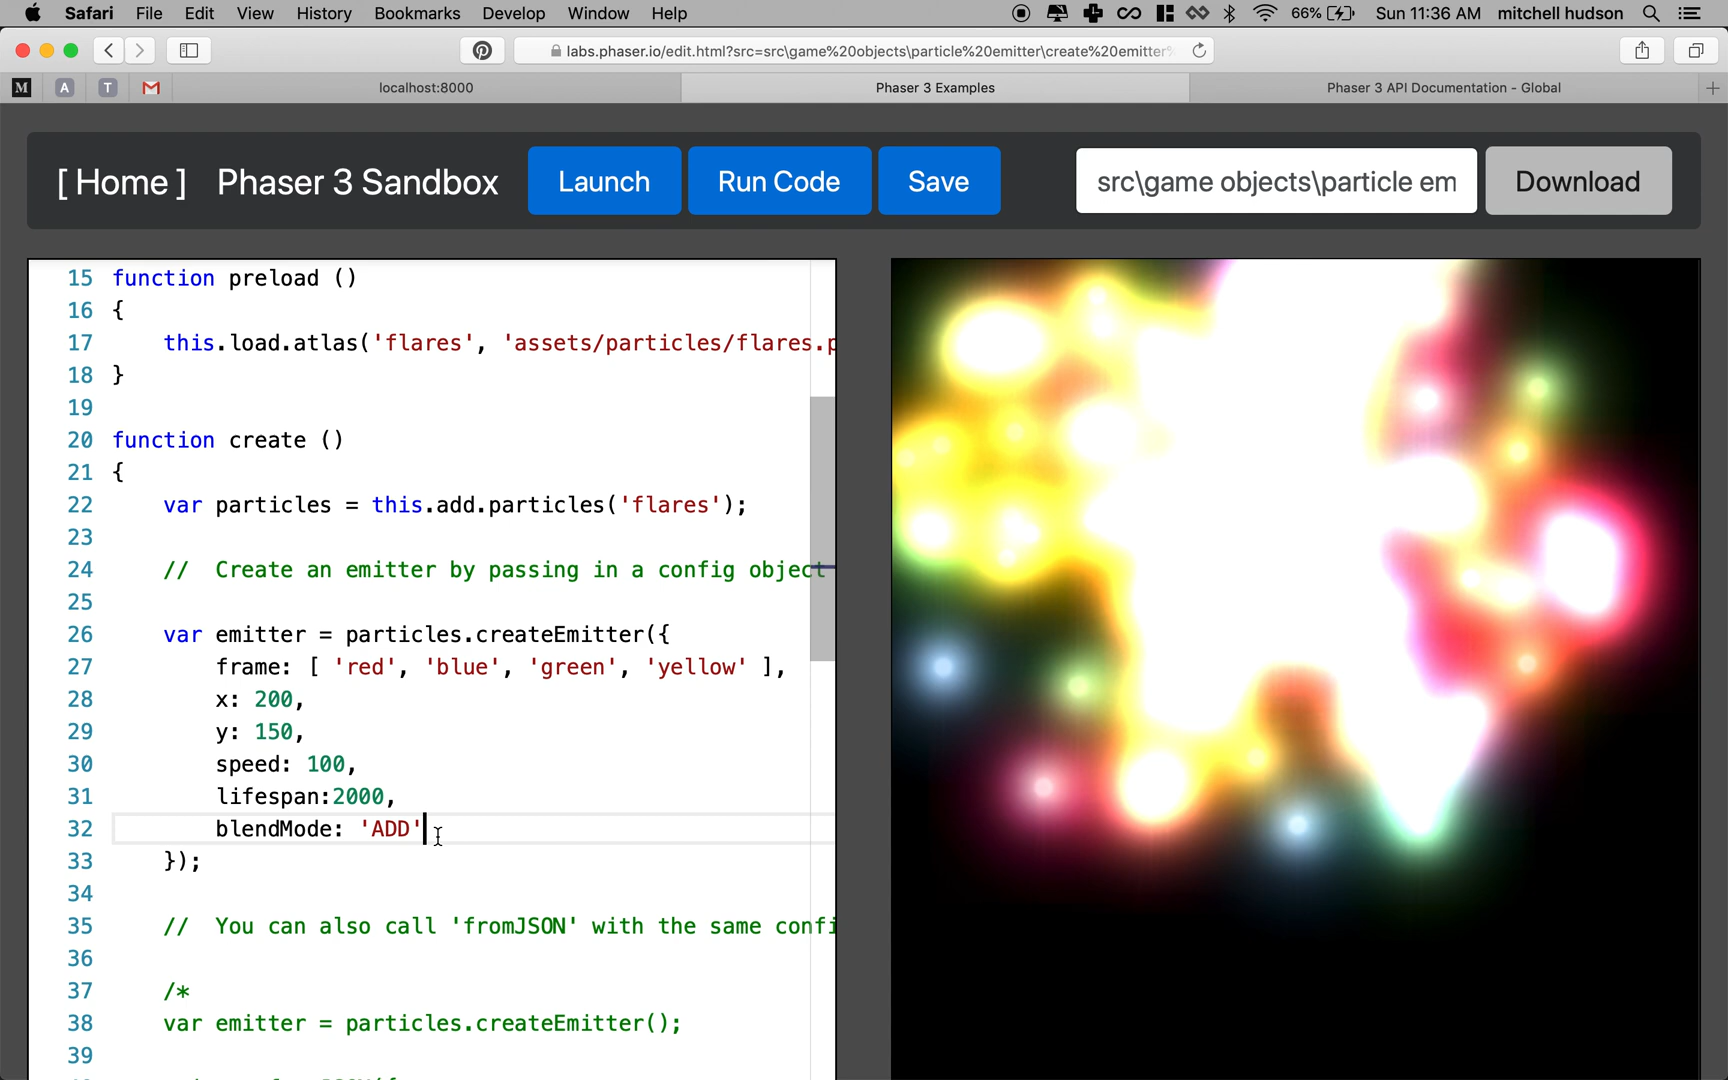 Safari File Edit View History Bookmarks Develop Window Help 66% Sun 11:36 AM mitchell hudson
labs.phaser.io/edit.html?src=src\game%20objects\particle%20emitter\create%20emitter%
M A T localhost:8000 Phaser 3 Examples Phaser 3 API Documentation - Global
[ Home ] Phaser 3 Sandbox Launch Run Code Save src\game objects\particle em Download
15 function preload ()
16 {
17 this.load.atlas('flares', 'assets/particles/flares.p
18 }
19
20 function create ()
21 {
22 var particles = this.add.particles('flares');
23
24 // Create an emitter by passing in a config object
25
26 var emitter = particles.createEmitter({
27 frame: [ 'red', 'blue', 'green', 'yellow' ],
28 x: 200,
29 y: 150,
30 speed: 100,
31 lifespan:2000,
32 blendMode: 'ADD'
33 });
34
35 // You can also call 'fromJSON' with the same confi
36
37 /*
38 var emitter = particles.createEmitter();
39